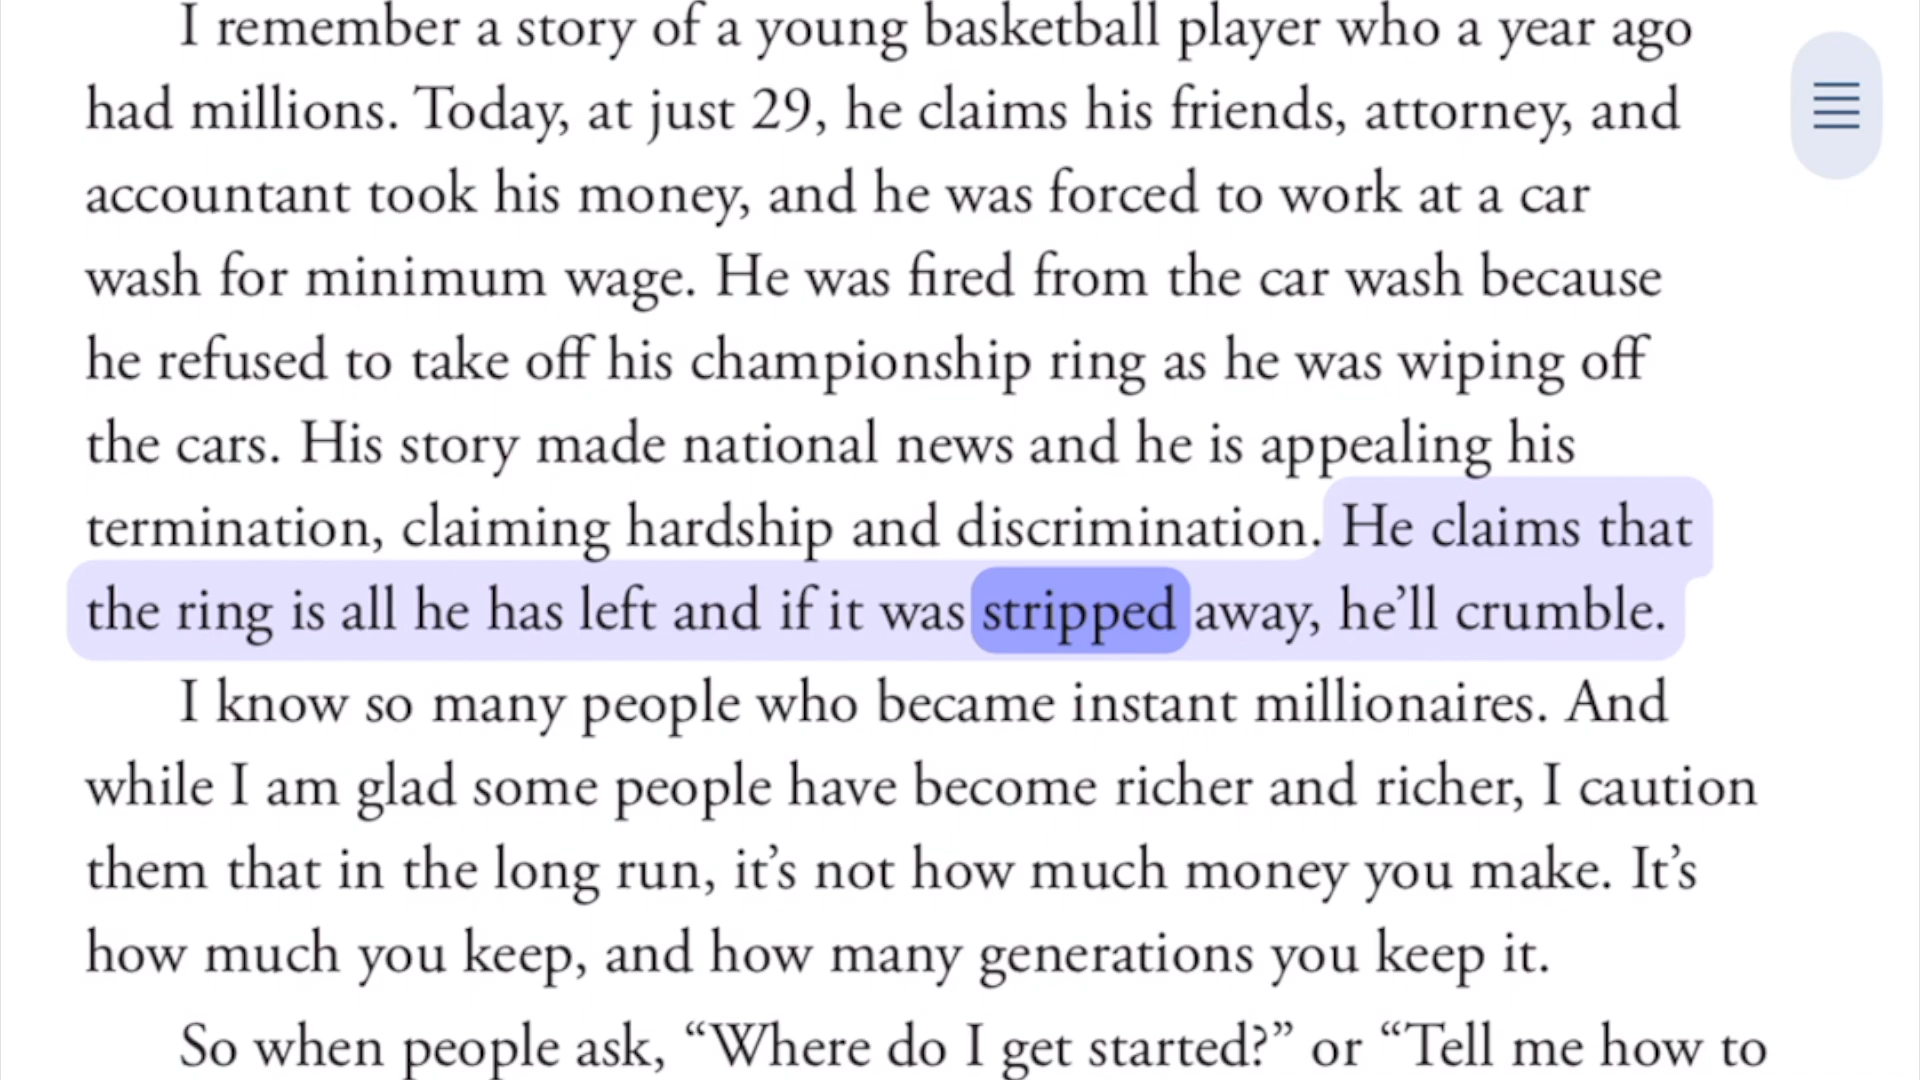 I remember a story of a young basketball player who a year ago
had millions. Today, at just 29, he claims his friends, attorney, and
accountant took his money, and he was forced to work at a car
wash for minimum wage. He was fired from the car wash because
he refused to take off his championship ring as he was wiping off
the cars. His story made national news and he is appealing his
termination, claiming hardship and discrimination. He claims that
the ring is all he has left and if it was stripped away, he’ll crumble.
I know so many people who became instant millionaires. And
while I am glad some people have become richer and richer, I caution
them that in the long run, it’s not how much money you make. It’s
how much you keep, and how many generations you keep it.
So when people ask, “Where do I get started?” or “Tell me how to